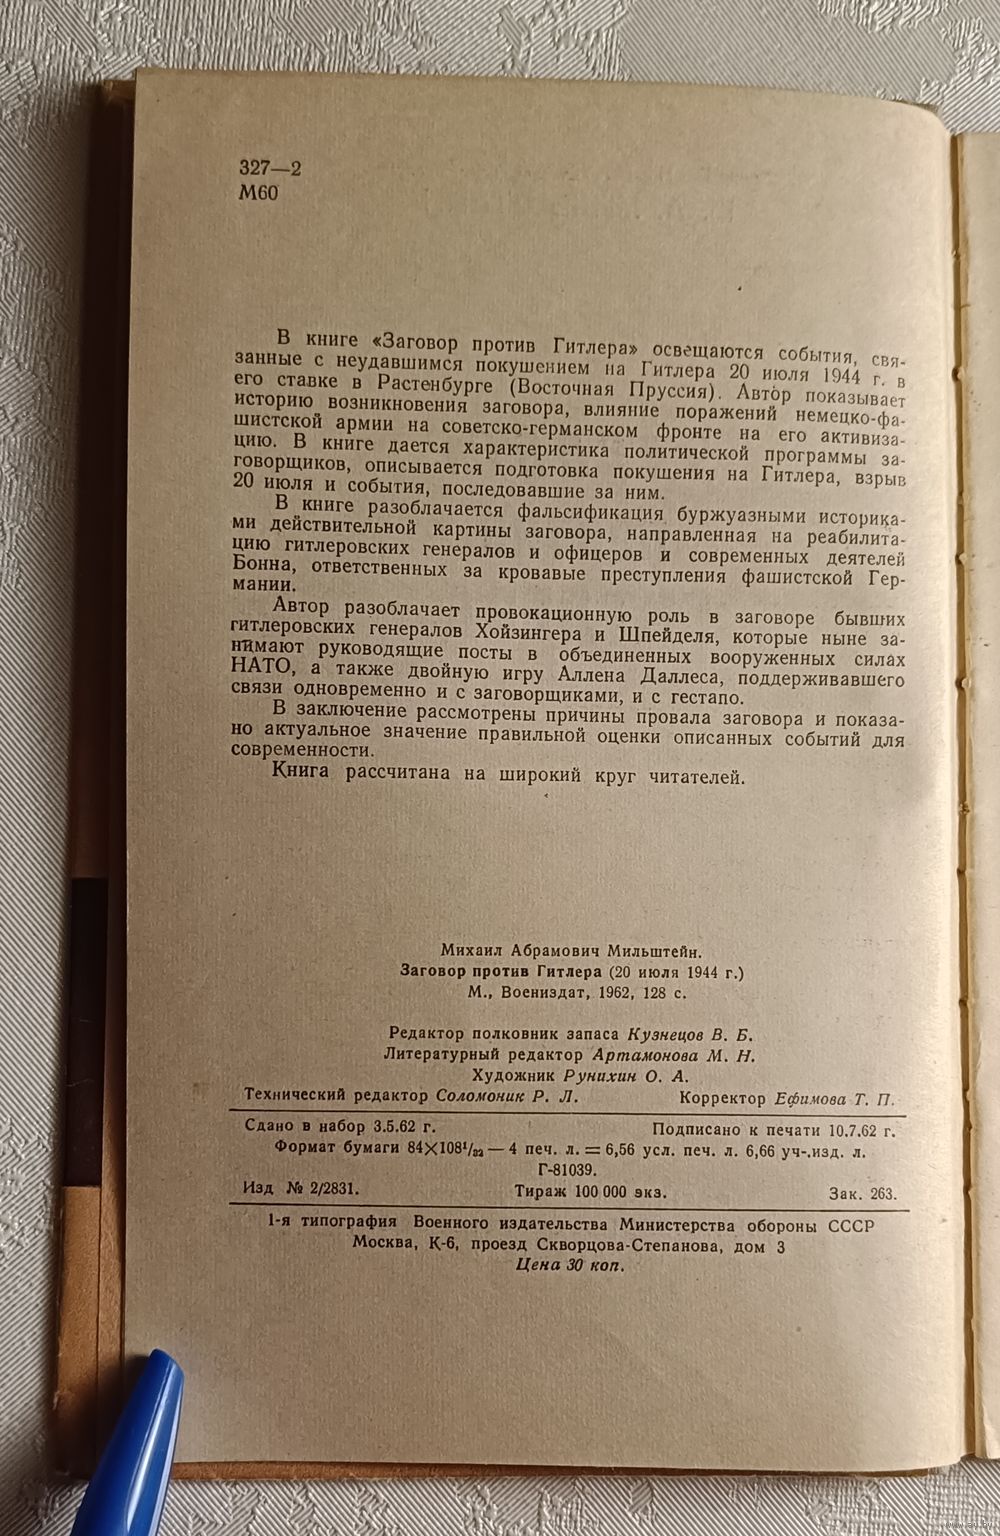 327—2
М60
В книге «Заговор против Гитлера» освещаются события, свя-
занные с неудавшимся покушением на Гитлера 20 июля 1944 г. в
его ставке в Растенбурге (Восточная Пруссия). Автор показывает
историю возникновения заговора, влияние поражений немецко-фа-
шистской армии на советско-германском фронте на его активиза-
цию. В книге дается характеристика политической программы за-
говорщиков, описывается подготовка покушения на Гитлера, взрыв
20 июля и события, последовавшие за ним.
В книге разоблачается фальсификация буржуазными историка-
ми действительной картины заговора, направленная на реабилита-
цию гитлеровских генералов и офицеров и современных деятелей
Бонна, ответственных за кровавые преступления фашистской Гер-
мании.
Автор разоблачает провокационную роль в заговоре бывших
гитлеровских генералов Хойзингера и Шпейделя, которые ныне за-
нимают руководящие посты в объединенных вооруженных силах
НАТО, а также двойную игру Аллена Даллеса, поддерживавшего
связи одновременно и с заговорщиками, и с гестапо.
В заключение рассмотрены причины провала заговора и показа-
но актуальное значение правильной оценки описанных событий для
современности.
Книга рассчитана на широкий круг читателей.
Михаил Абрамович Мильштейн.
Заговор против Гитлера (20 июля 1944 г.)
М., Воениздат, 1962, 128 с.
Редактор полковник запаса Кузнецов В. Б.
Литературный редактор Артамонова М. Н.
Художник Рунихин О. А.
Технический редактор Соломоник Р. Л. Корректор Ефимова Т. П.
Сдано в набор 3.5.62 г. Подписано к печати 10.7.62 г.
Формат бумаги 84×108¹/₃₂ — 4 печ. л. = 6,56 усл. печ. л. 6,66 уч-.изд. л.
Г-81039.
Изд № 2/2831. Тираж 100 000 экз. Зак. 263.
1-я типография Военного издательства Министерства обороны СССР
Москва, К-6, проезд Скворцова-Степанова, дом 3
Цена 30 коп.